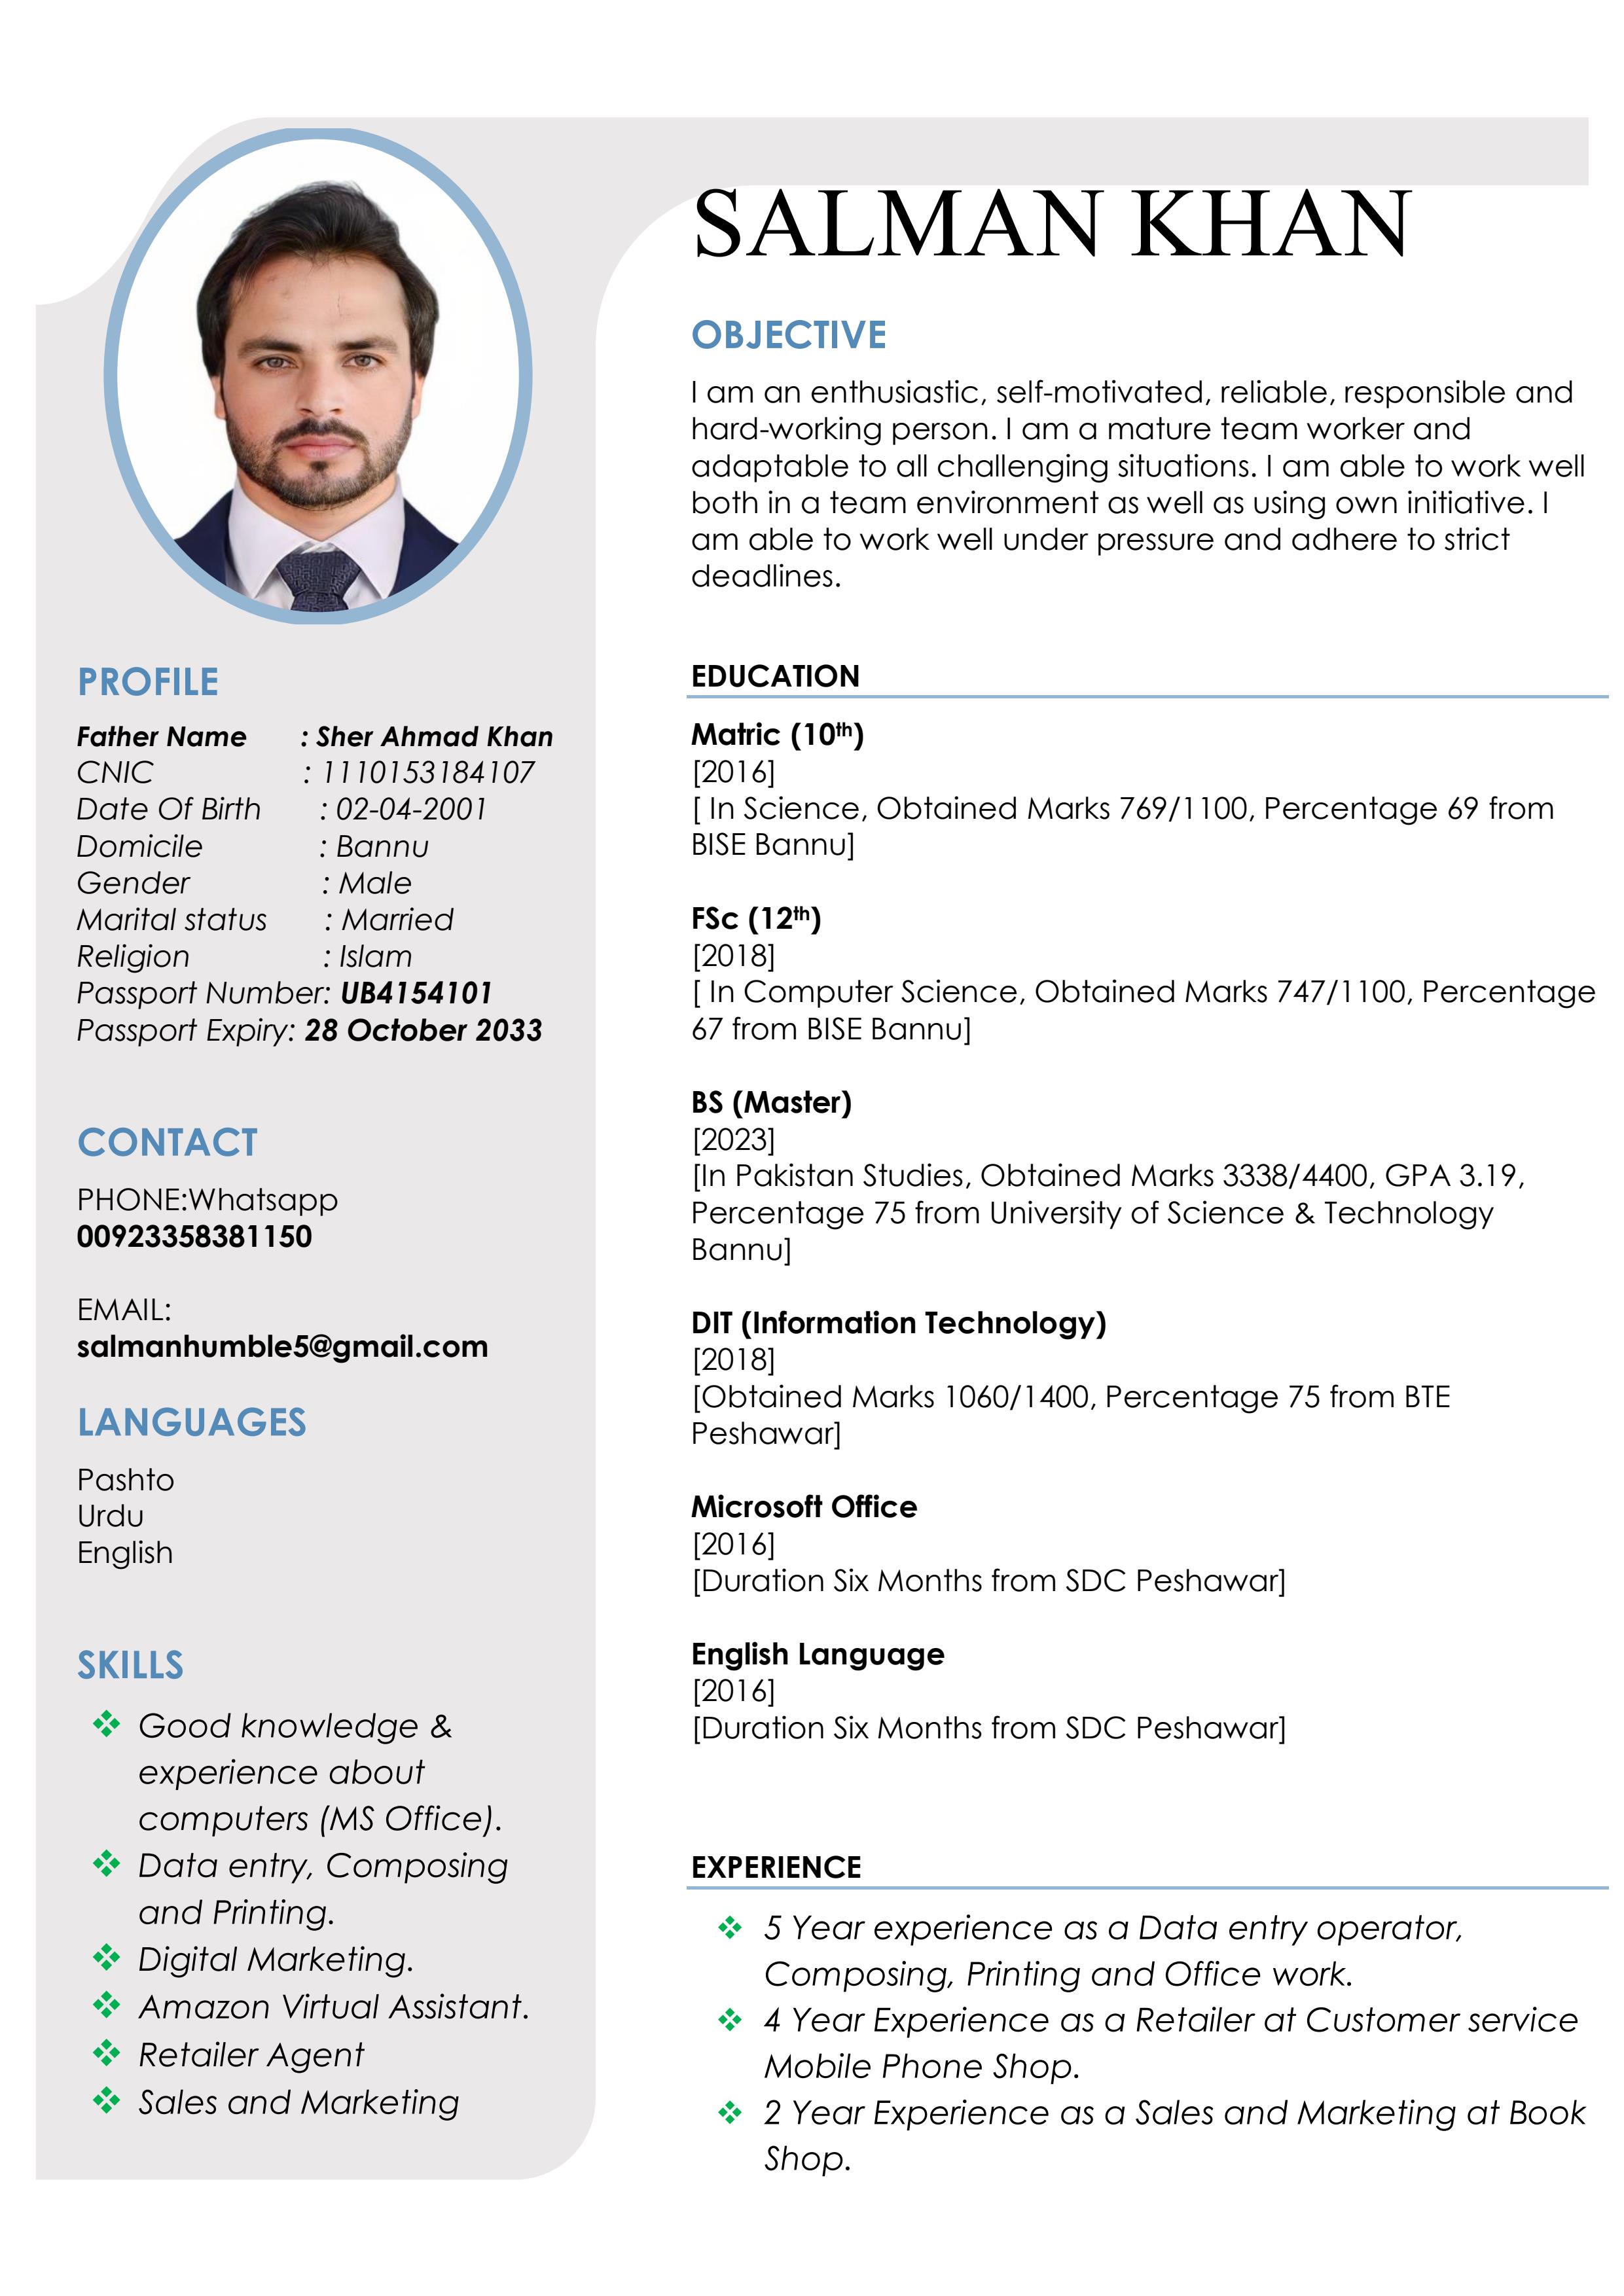 SALMAN KHAN
OBJECTIVE
I am an enthusiastic, self-motivated, reliable, responsible and
hard-working person. I am a mature team worker and
adaptable to all challenging situations. I am able to work well
both in a team environment as well as using own initiative. I
am able to work well under pressure and adhere to strict
deadlines.
PROFILE
Father Name : Sher Ahmad Khan
CNIC : 1110153184107
Date Of Birth : 02-04-2001
Domicile : Bannu
Gender : Male
Marital status : Married
Religion : Islam
Passport Number: UB4154101
Passport Expiry: 28 October 2033
CONTACT
PHONE:Whatsapp
00923358381150
EMAIL:
salmanhumble5@gmail.com
LANGUAGES
Pashto
Urdu
English
SKILLS
❖ Good knowledge &
experience about
computers (MS Office).
❖ Data entry, Composing
and Printing.
❖ Digital Marketing.
❖ Amazon Virtual Assistant.
❖ Retailer Agent
❖ Sales and Marketing
EDUCATION
Matric (10th)
[2016]
[ In Science, Obtained Marks 769/1100, Percentage 69 from
BISE Bannu]
FSc (12th)
[2018]
[ In Computer Science, Obtained Marks 747/1100, Percentage
67 from BISE Bannu]
BS (Master)
[2023]
[In Pakistan Studies, Obtained Marks 3338/4400, GPA 3.19,
Percentage 75 from University of Science & Technology
Bannu]
DIT (Information Technology)
[2018]
[Obtained Marks 1060/1400, Percentage 75 from BTE
Peshawar]
Microsoft Office
[2016]
[Duration Six Months from SDC Peshawar]
English Language
[2016]
[Duration Six Months from SDC Peshawar]
EXPERIENCE
❖ 5 Year experience as a Data entry operator,
Composing, Printing and Office work.
❖ 4 Year Experience as a Retailer at Customer service
Mobile Phone Shop.
❖ 2 Year Experience as a Sales and Marketing at Book
Shop.